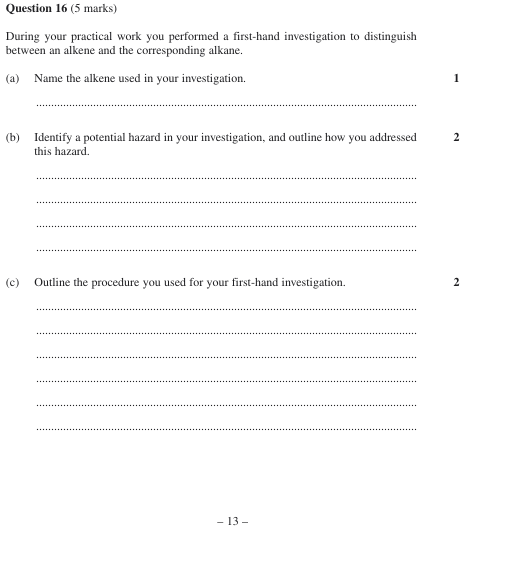 Question 16 (5 marks)
During your practical work you performed a first-hand investigation to distinguish
between an alkene and the corresponding alkane.
(a) Name the alkene used in your investigation. 1
(b) Identify a potential hazard in your investigation, and outline how you addressed 2
this hazard.
(c) Outline the procedure you used for your first-hand investigation. 2
– 13 –